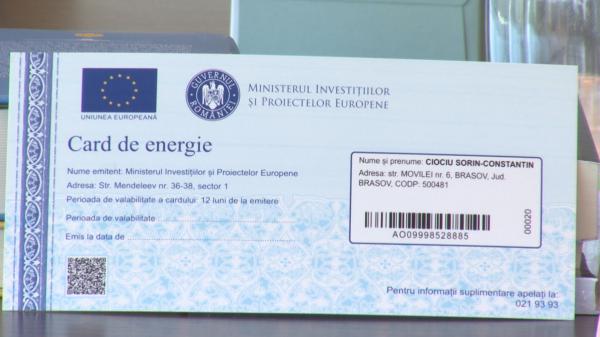 UNIUNEA EUROPEANĂ
GUVERNUL
ROMÂNIEI
MINISTERUL INVESTIȚIILOR
ȘI PROIECTELOR EUROPENE
Card de energie
Nume emitent: Ministerul Investițiilor și Proiectelor Europene
Adresa: Str. Mendeleev nr. 36-38, sector 1
Perioada de valabilitate a cardului: 12 luni de la emitere
Perioada de valabilitate
Emis la data de
Nume și prenume: CIOCIU SORIN-CONSTANTIN
Adresa: str. MOVILEI nr. 6, BRASOV, Jud.
BRASOV, CODP: 500481
AO09998528885
00020
Pentru informații suplimentare apelați la:
021 93 93